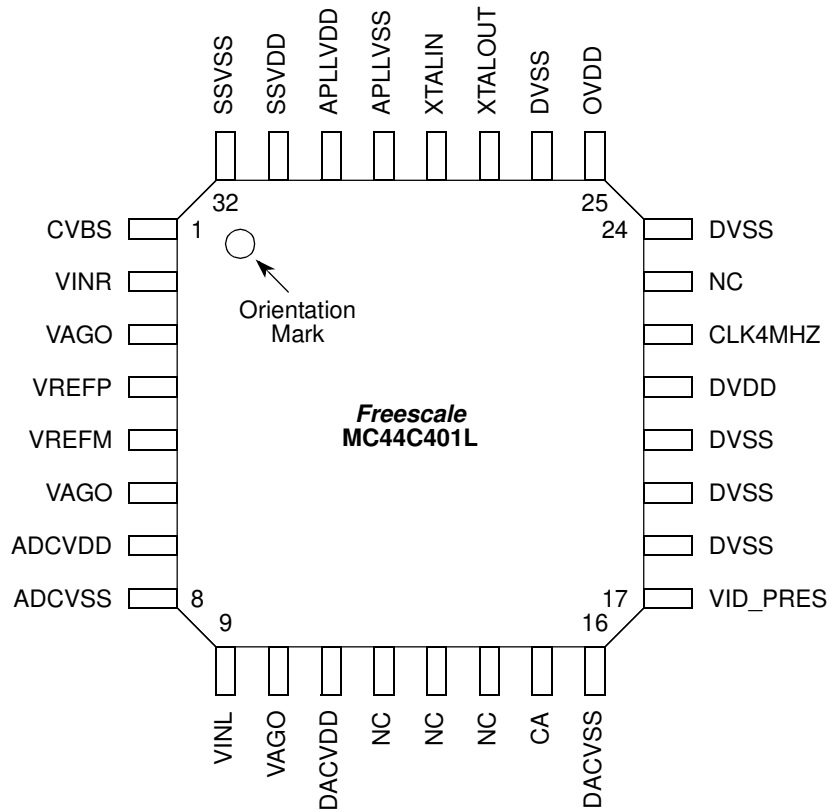 SSVSS
SSVDD
APLLVDD
APLLVSS
XTALIN
XTALOUT
DVSS
OVDD
32
25
CVBS
1
24
DVSS
VINR
NC
Orientation
Mark
VAGO
CLK4MHZ
VREFP
DVDD
Freescale
MC44C401L
VREFM
DVSS
VAGO
DVSS
ADCVDD
DVSS
ADCVSS
8
17
VID_PRES
9
16
VINL
VAGO
DACVDD
NC
NC
NC
CA
DACVSS